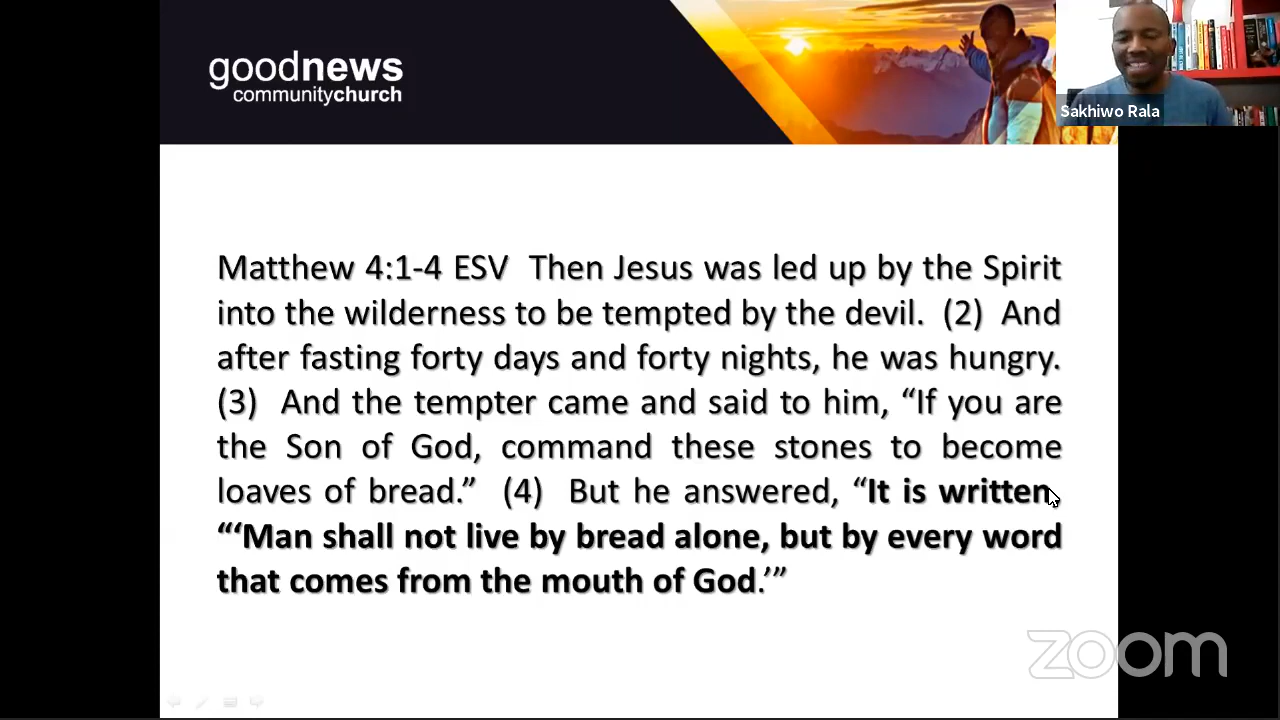 goodnews
communitychurch
Sakhiwo Rala
Matthew 4:1-4 ESV  Then Jesus was led up by the Spirit
into the wilderness to be tempted by the devil.  (2)  And
after fasting forty days and forty nights, he was hungry.
(3)  And the tempter came and said to him, “If you are
the Son of God, command these stones to become
loaves of bread.”  (4)  But he answered, “It is written,
“‘Man shall not live by bread alone, but by every word
that comes from the mouth of God.’”
zoom